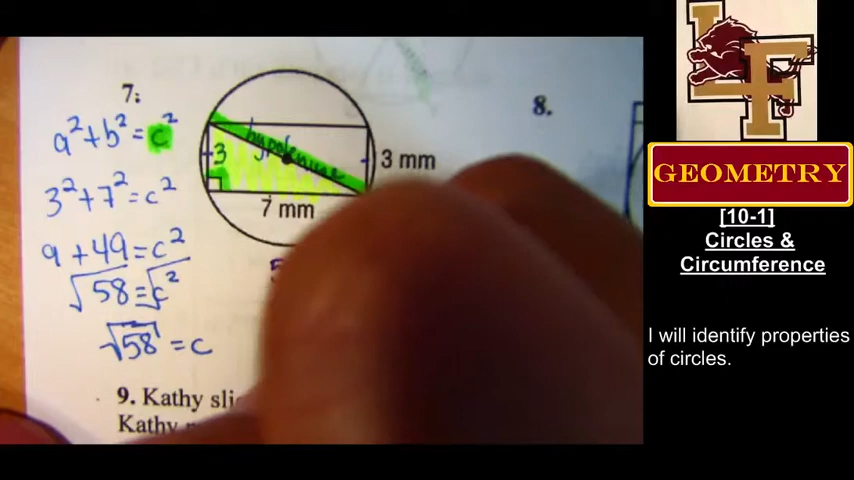 7:
a² + b² = c²
3² + 7² = c²
9 + 49 = c²
√58 = √c²
√58 = c
hypotenuse
3
3 mm
7 mm
8.
9. Kathy
Kathy
LF
GEOMETRY
[10-1]
Circles &
Circumference
I will identify properties
of circles.